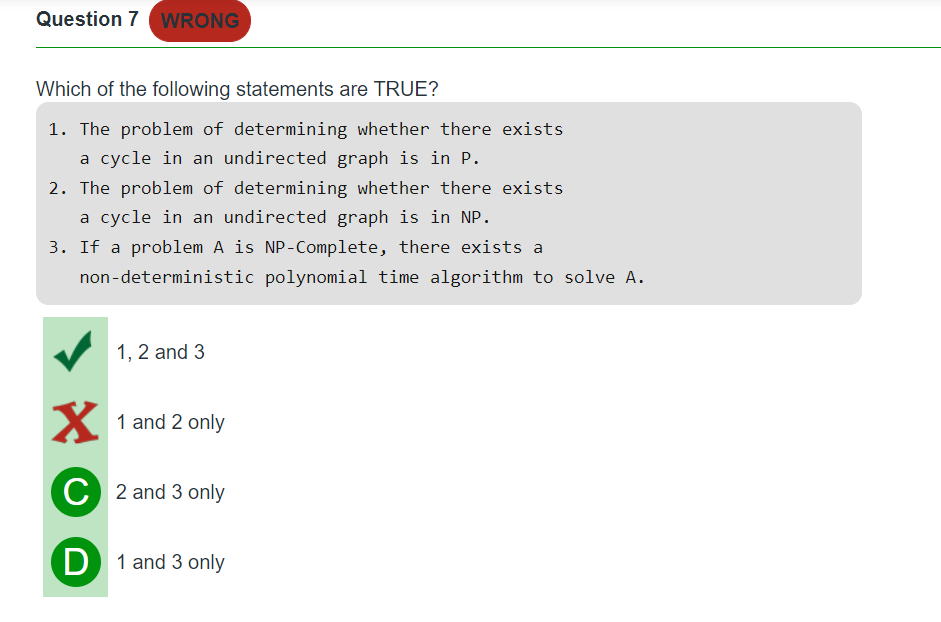 Question 7 WRONG
Which of the following statements are TRUE?
1. The problem of determining whether there exists
a cycle in an undirected graph is in P.
2. The problem of determining whether there exists
a cycle in an undirected graph is in NP.
3. If a problem A is NP-Complete, there exists a
non-deterministic polynomial time algorithm to solve A.
1, 2 and 3
X 1 and 2 only
C 2 and 3 only
D 1 and 3 only